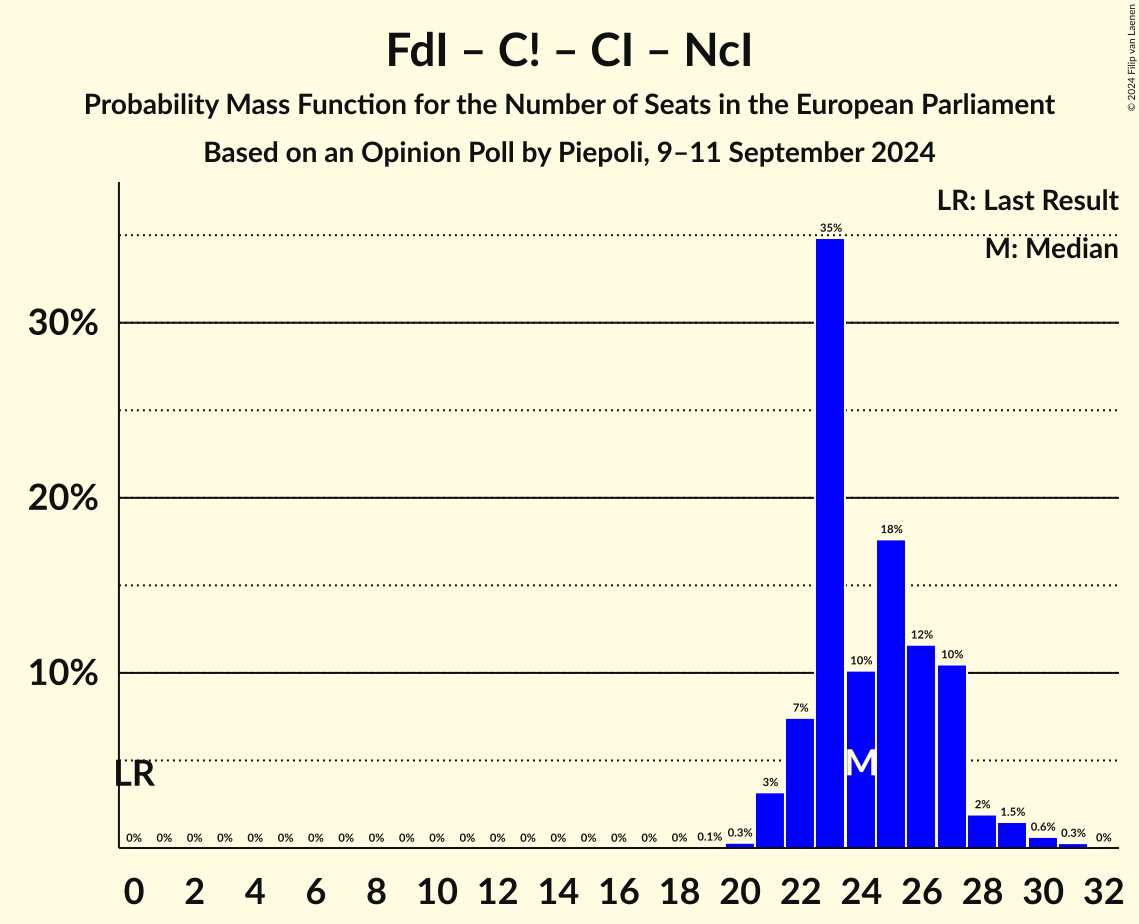 FdI – C! – CI – NcI
Probability Mass Function for the Number of Seats in the European Parliament
Based on an Opinion Poll by Piepoli, 9–11 September 2024
© 2024 Filip van Laenen
LR: Last Result
M: Median
35%
30%
20%
18%
12%
10%
10%
10%
7%
M
LR
3%
2%
1.5%
0% 0% 0% 0% 0% 0% 0% 0% 0% 0% 0% 0% 0% 0% 0% 0% 0% 0% 0% 0.1% 0.3% 0.6% 0.3% 0%
0 2 4 6 8 10 12 14 16 18 20 22 24 26 28 30 32